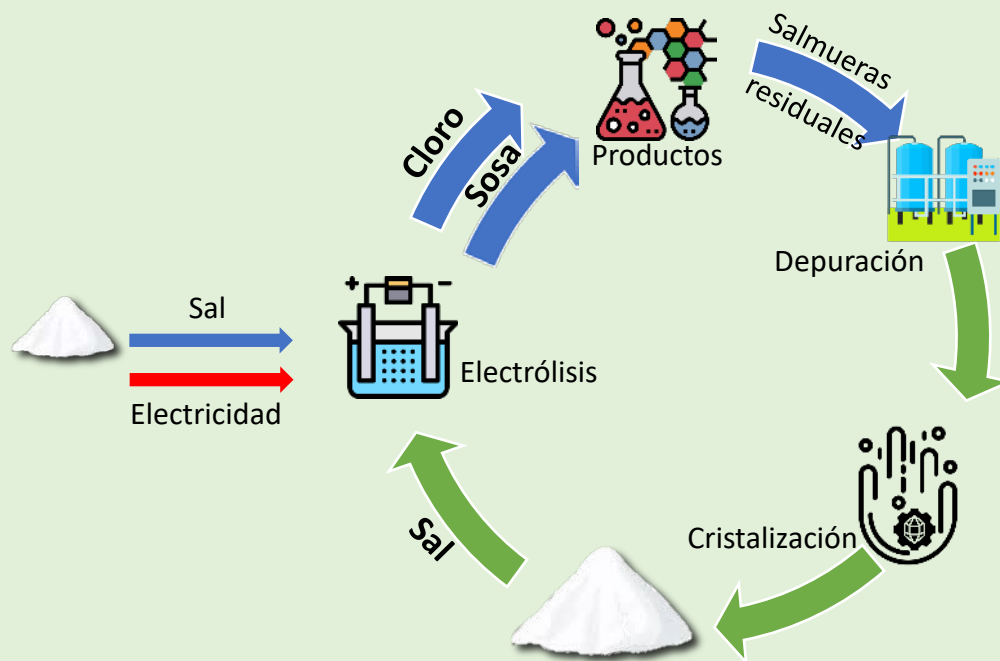 Sal
Electricidad
+ −
Electrólisis
Cloro
Sosa
Productos
Salmueras
residuales
Depuración
Cristalización
Sal